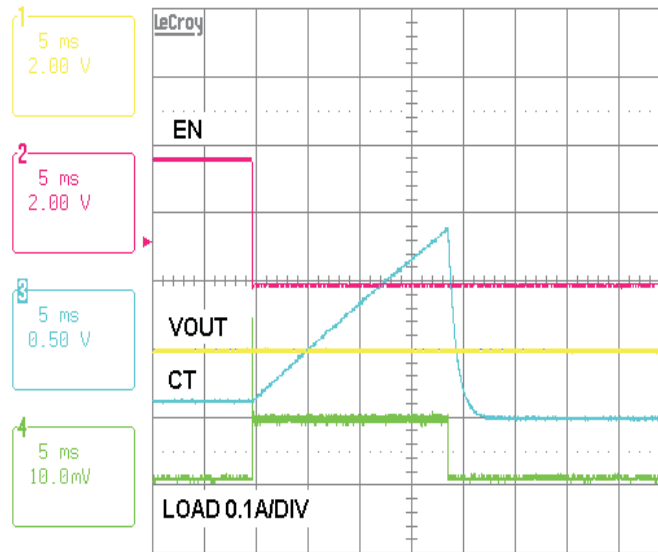 1
5 ms
2.00 V
2
5 ms
2.00 V
3
5 ms
0.50 V
4
5 ms
10.0mV
LeCroy
EN
VOUT
CT
LOAD 0.1A/DIV